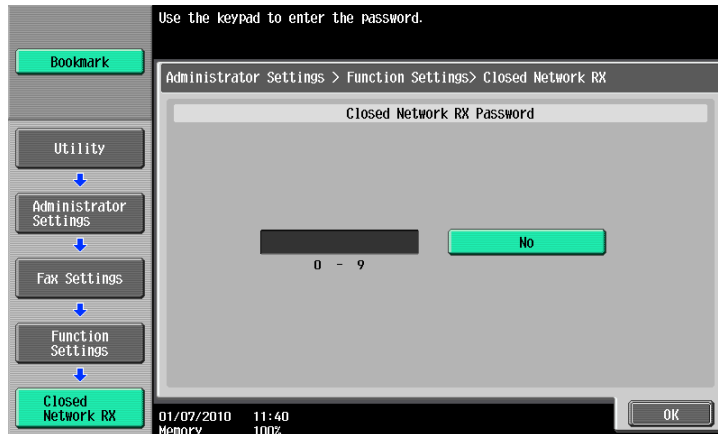 Use the keypad to enter the password.
Bookmark
Administrator Settings > Function Settings> Closed Network RX
Closed Network RX Password
Utility
Administrator
Settings
No
0 - 9
Fax Settings
Function
Settings
Closed
Network RX
01/07/2010 11:40
Memory 100%
OK